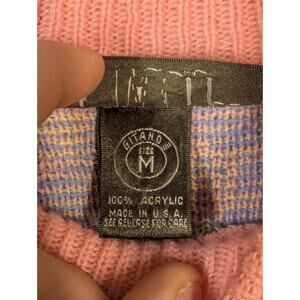 GITANO
SIZE
M
100% ACRYLIC
MADE IN U.S.A.
SEE REVERSE FOR CARE